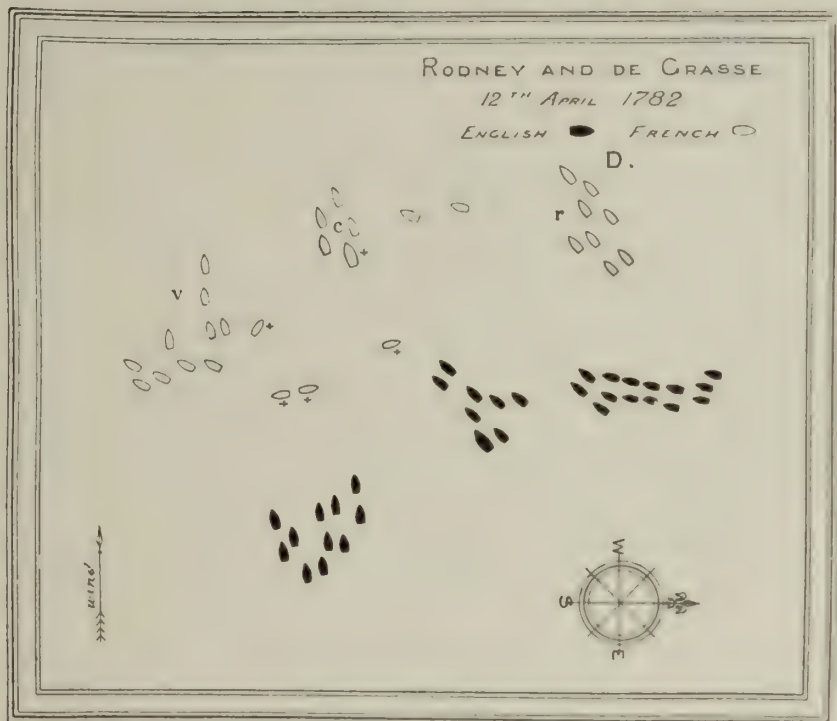 RODNEY AND DE GRASSE
12TH APRIL 1782
ENGLISH FRENCH
D.
r
c
v
wind
W
S
E